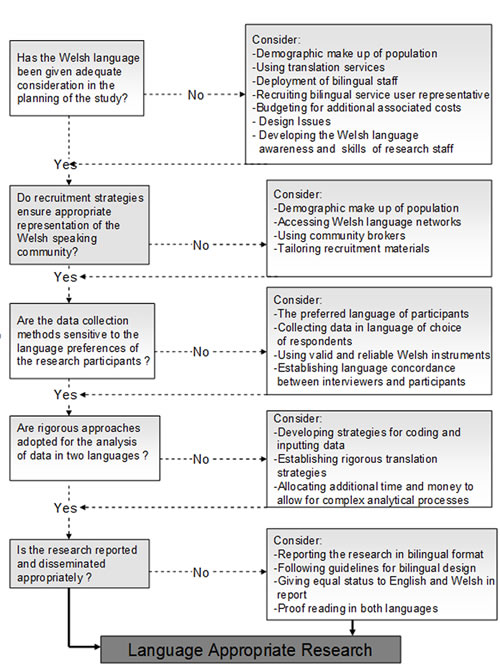 Has the Welsh language
been given adequate
consideration in the
planning of the study?
No
Consider:
-Demographic make up of population
-Using translation services
-Deployment of bilingual staff
-Recruiting bilingual service user representative
-Budgeting for additional associated costs
- Design Issues
- Developing the Welsh language
awareness and skills of research staff
Yes
Do recruitment strategies
ensure appropriate
representation of the
Welsh speaking
community?
No
Consider:
-Demographic make up of population
-Accessing Welsh language networks
-Using community brokers
-Tailoring recruitment materials
Yes
Are the data collection
methods sensitive to the
language preferences of
the research participants ?
No
Consider:
-The preferred language of participants
-Collecting data in language of choice
of respondents
-Using valid and reliable Welsh instruments
-Establishing language concordance
between interviewers and participants
Yes
Are rigorous approaches
adopted for the analysis
of data in two languages ?
No
Consider:
-Developing strategies for coding and
inputting data
-Establishing rigorous translation
strategies
-Allocating additional time and money to
allow for complex analytical processes
Yes
Is the research reported
and disseminated
appropriately ?
No
Consider:
-Reporting the research in bilingual format
-Following guidelines for bilingual design
-Giving equal status to English and Welsh in
report
-Proof reading in both languages
Language Appropriate Research